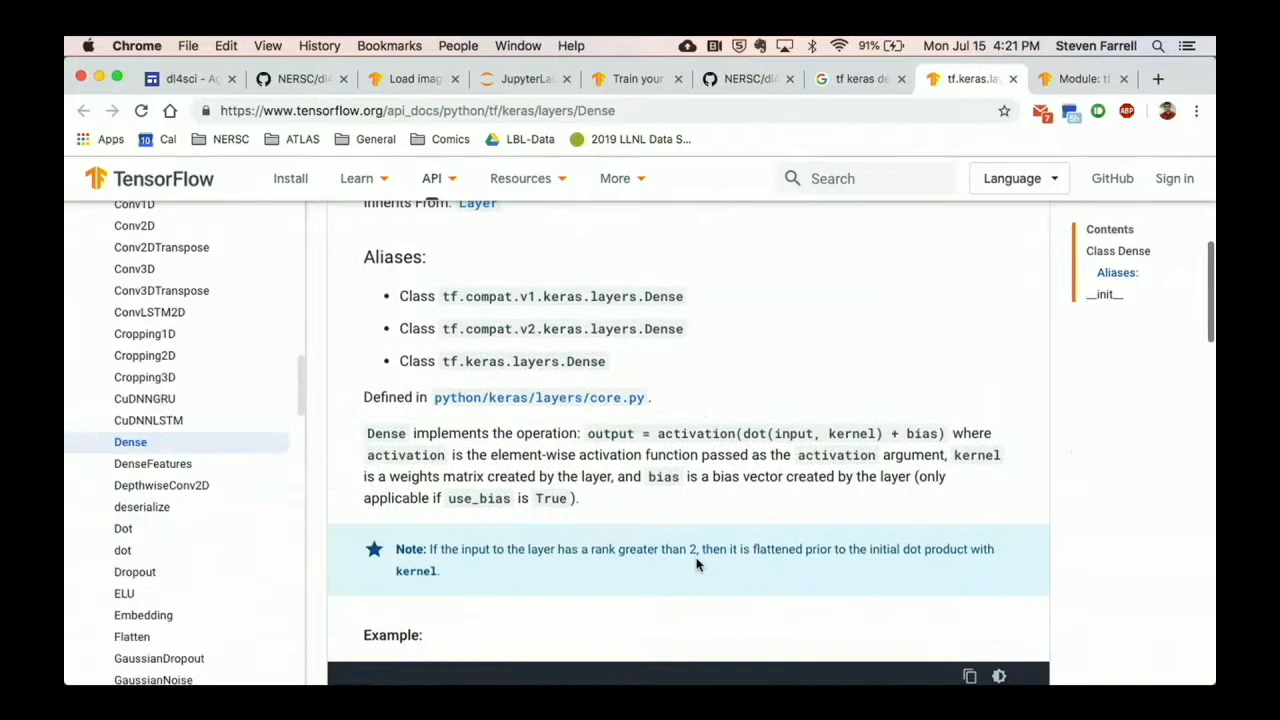 Chrome File Edit View History Bookmarks People Window Help 91% Mon Jul 15 4:21 PM Steven Farrell
dl4sci - Ag NERSC/dl Load imag JupyterLa Train your NERSC/dl tf keras de tf.keras.la Module: tf
https://www.tensorflow.org/api_docs/python/tf/keras/layers/Dense 7 5h ABP
Apps 10 Cal NERSC ATLAS General Comics LBL-Data 2019 LLNL Data S...
TensorFlow Install Learn API Resources More Search Language GitHub Sign in
Conv1D
Conv2D
Conv2DTranspose
Conv3D
Conv3DTranspose
ConvLSTM2D
Cropping1D
Cropping2D
Cropping3D
CuDNNGRU
CuDNNLSTM
Dense
DenseFeatures
DepthwiseConv2D
deserialize
Dot
dot
Dropout
ELU
Embedding
Flatten
GaussianDropout
GaussianNoise
Inherits From: Layer
Aliases:
• Class tf.compat.v1.keras.layers.Dense
• Class tf.compat.v2.keras.layers.Dense
• Class tf.keras.layers.Dense
Defined in python/keras/layers/core.py .
Dense implements the operation: output = activation(dot(input, kernel) + bias) where
activation is the element-wise activation function passed as the activation argument, kernel
is a weights matrix created by the layer, and bias is a bias vector created by the layer (only
applicable if use_bias is True ).
Note: If the input to the layer has a rank greater than 2, then it is flattened prior to the initial dot product with
kernel.
Example:
Contents
Class Dense
Aliases:
__init__